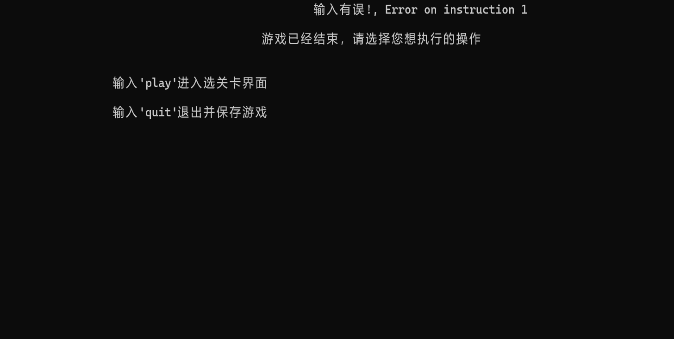 输入有误!, Error on instruction 1
游戏已经结束，请选择您想执行的操作
输入'play'进入选关卡界面
输入'quit'退出并保存游戏